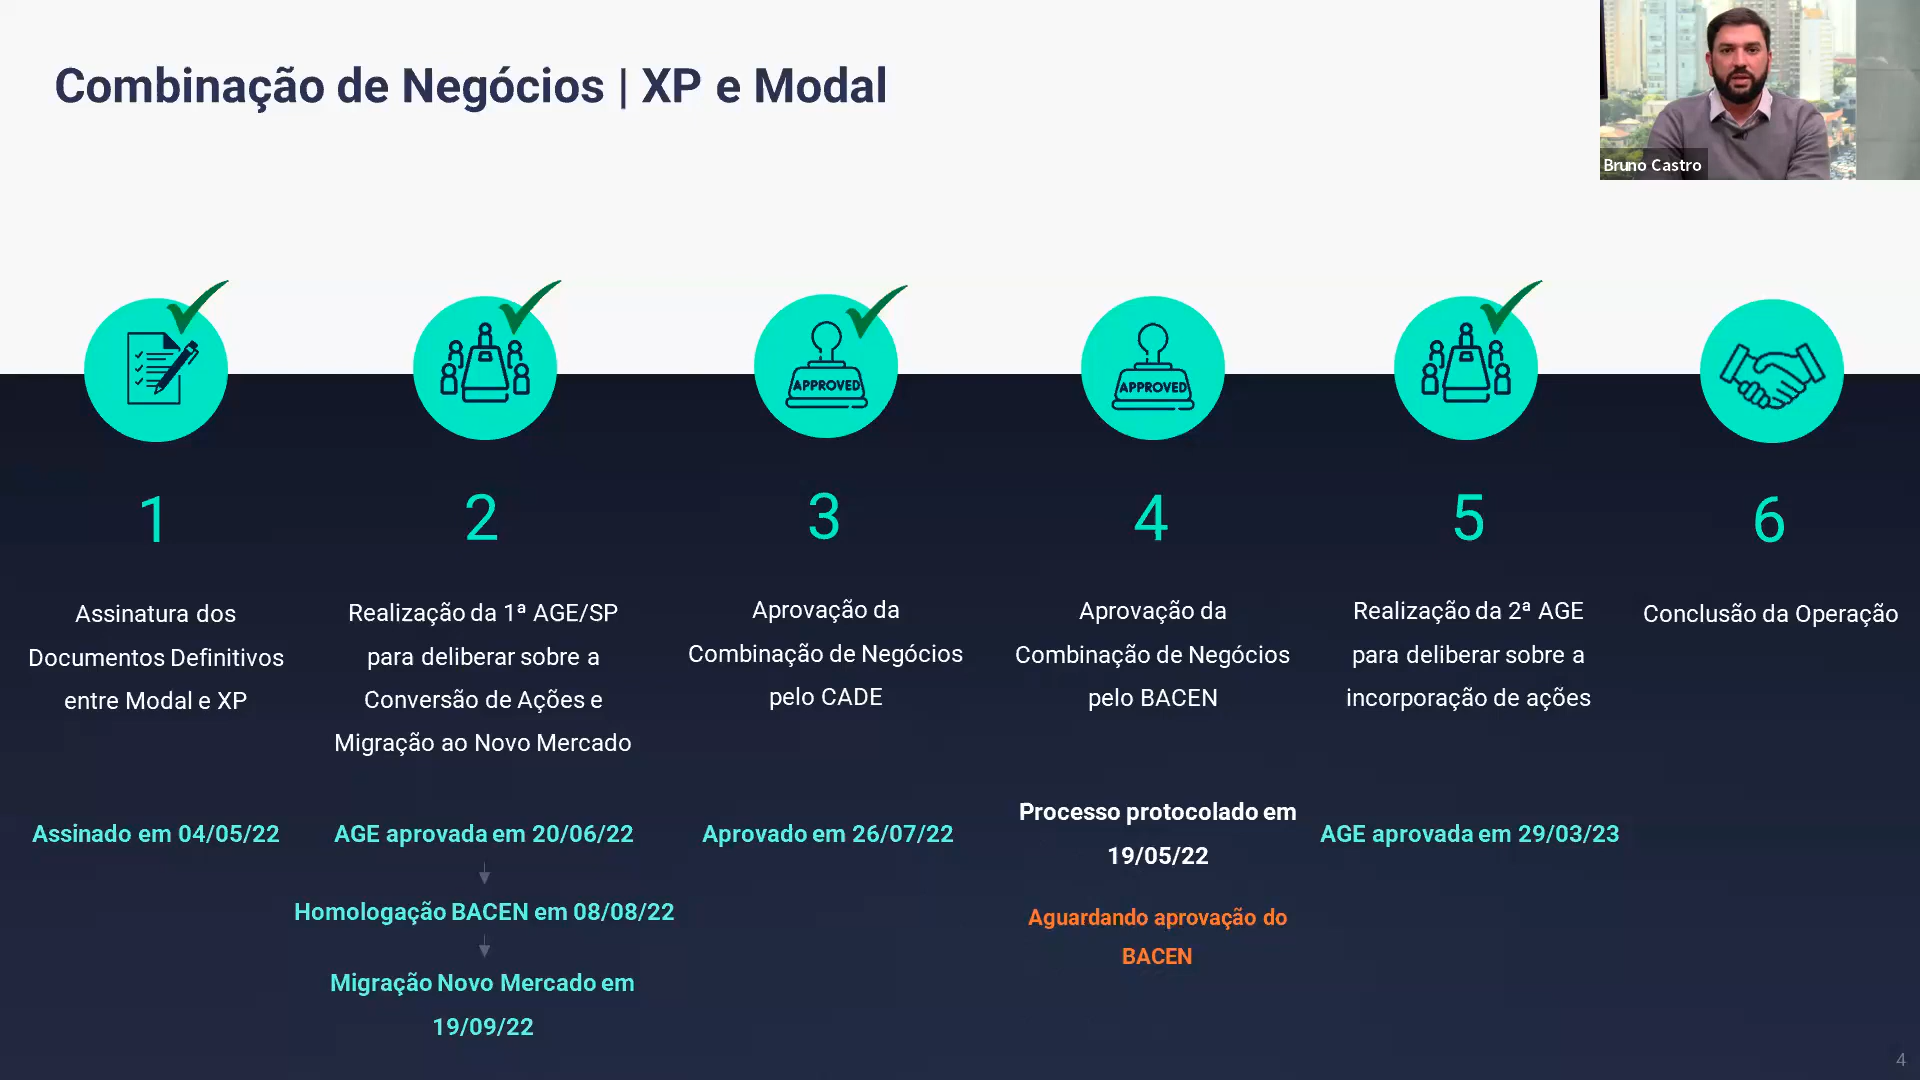 Combinação de Negócios | XP e Modal
Bruno Castro
APPROVED
APPROVED
1
2
3
4
5
6
Assinatura dos
Documentos Definitivos
entre Modal e XP
Assinado em 04/05/22
Realização da 1ª AGE/SP
para deliberar sobre a
Conversão de Ações e
Migração ao Novo Mercado
AGE aprovada em 20/06/22
Homologação BACEN em 08/08/22
Migração Novo Mercado em
19/09/22
Aprovação da
Combinação de Negócios
pelo CADE
Aprovado em 26/07/22
Aprovação da
Combinação de Negócios
pelo BACEN
Processo protocolado em
19/05/22
Aguardando aprovação do
BACEN
Realização da 2ª AGE
para deliberar sobre a
incorporação de ações
AGE aprovada em 29/03/23
Conclusão da Operação
4